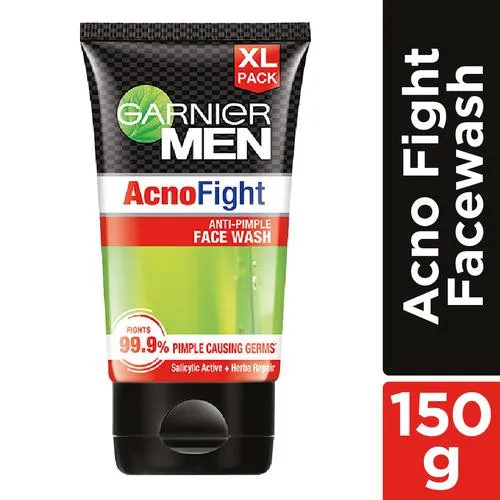 XL
PACK
GARNIER
MEN
AcnoFight
ANTI-PIMPLE
FACE WASH
FIGHTS
99.9% PIMPLE CAUSING GERMS*
Salicylic Active + Herba Repair
Acno Fight
Facewash
150
g